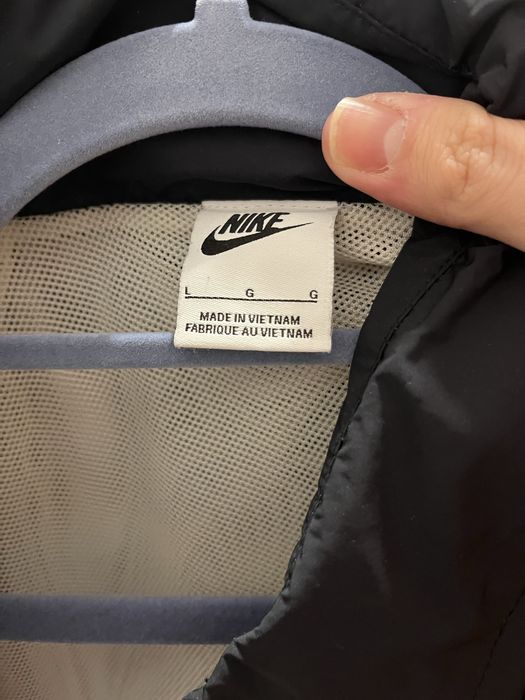 NIKE
L G G
MADE IN VIETNAM
FABRIQUE AU VIETNAM